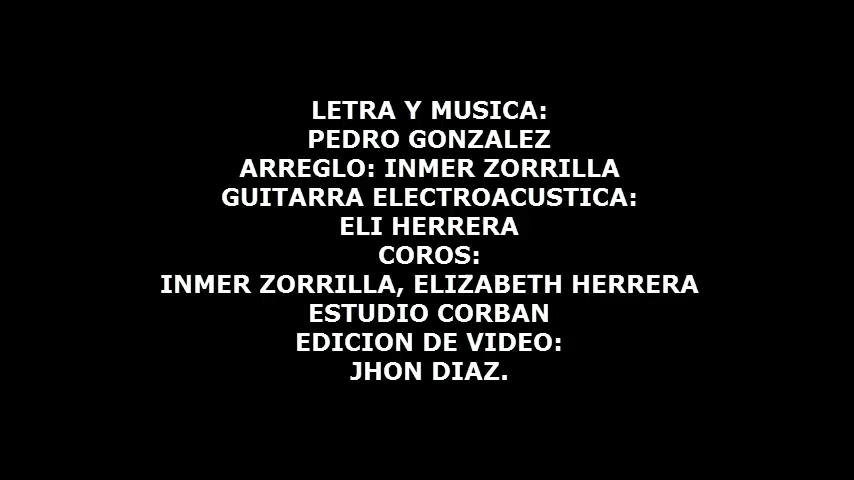 LETRA Y MUSICA:
PEDRO GONZALEZ
ARREGLO: INMER ZORRILLA
GUITARRA ELECTROACUSTICA:
ELI HERRERA
COROS:
INMER ZORRILLA, ELIZABETH HERRERA
ESTUDIO CORBAN
EDICION DE VIDEO:
JHON DIAZ.